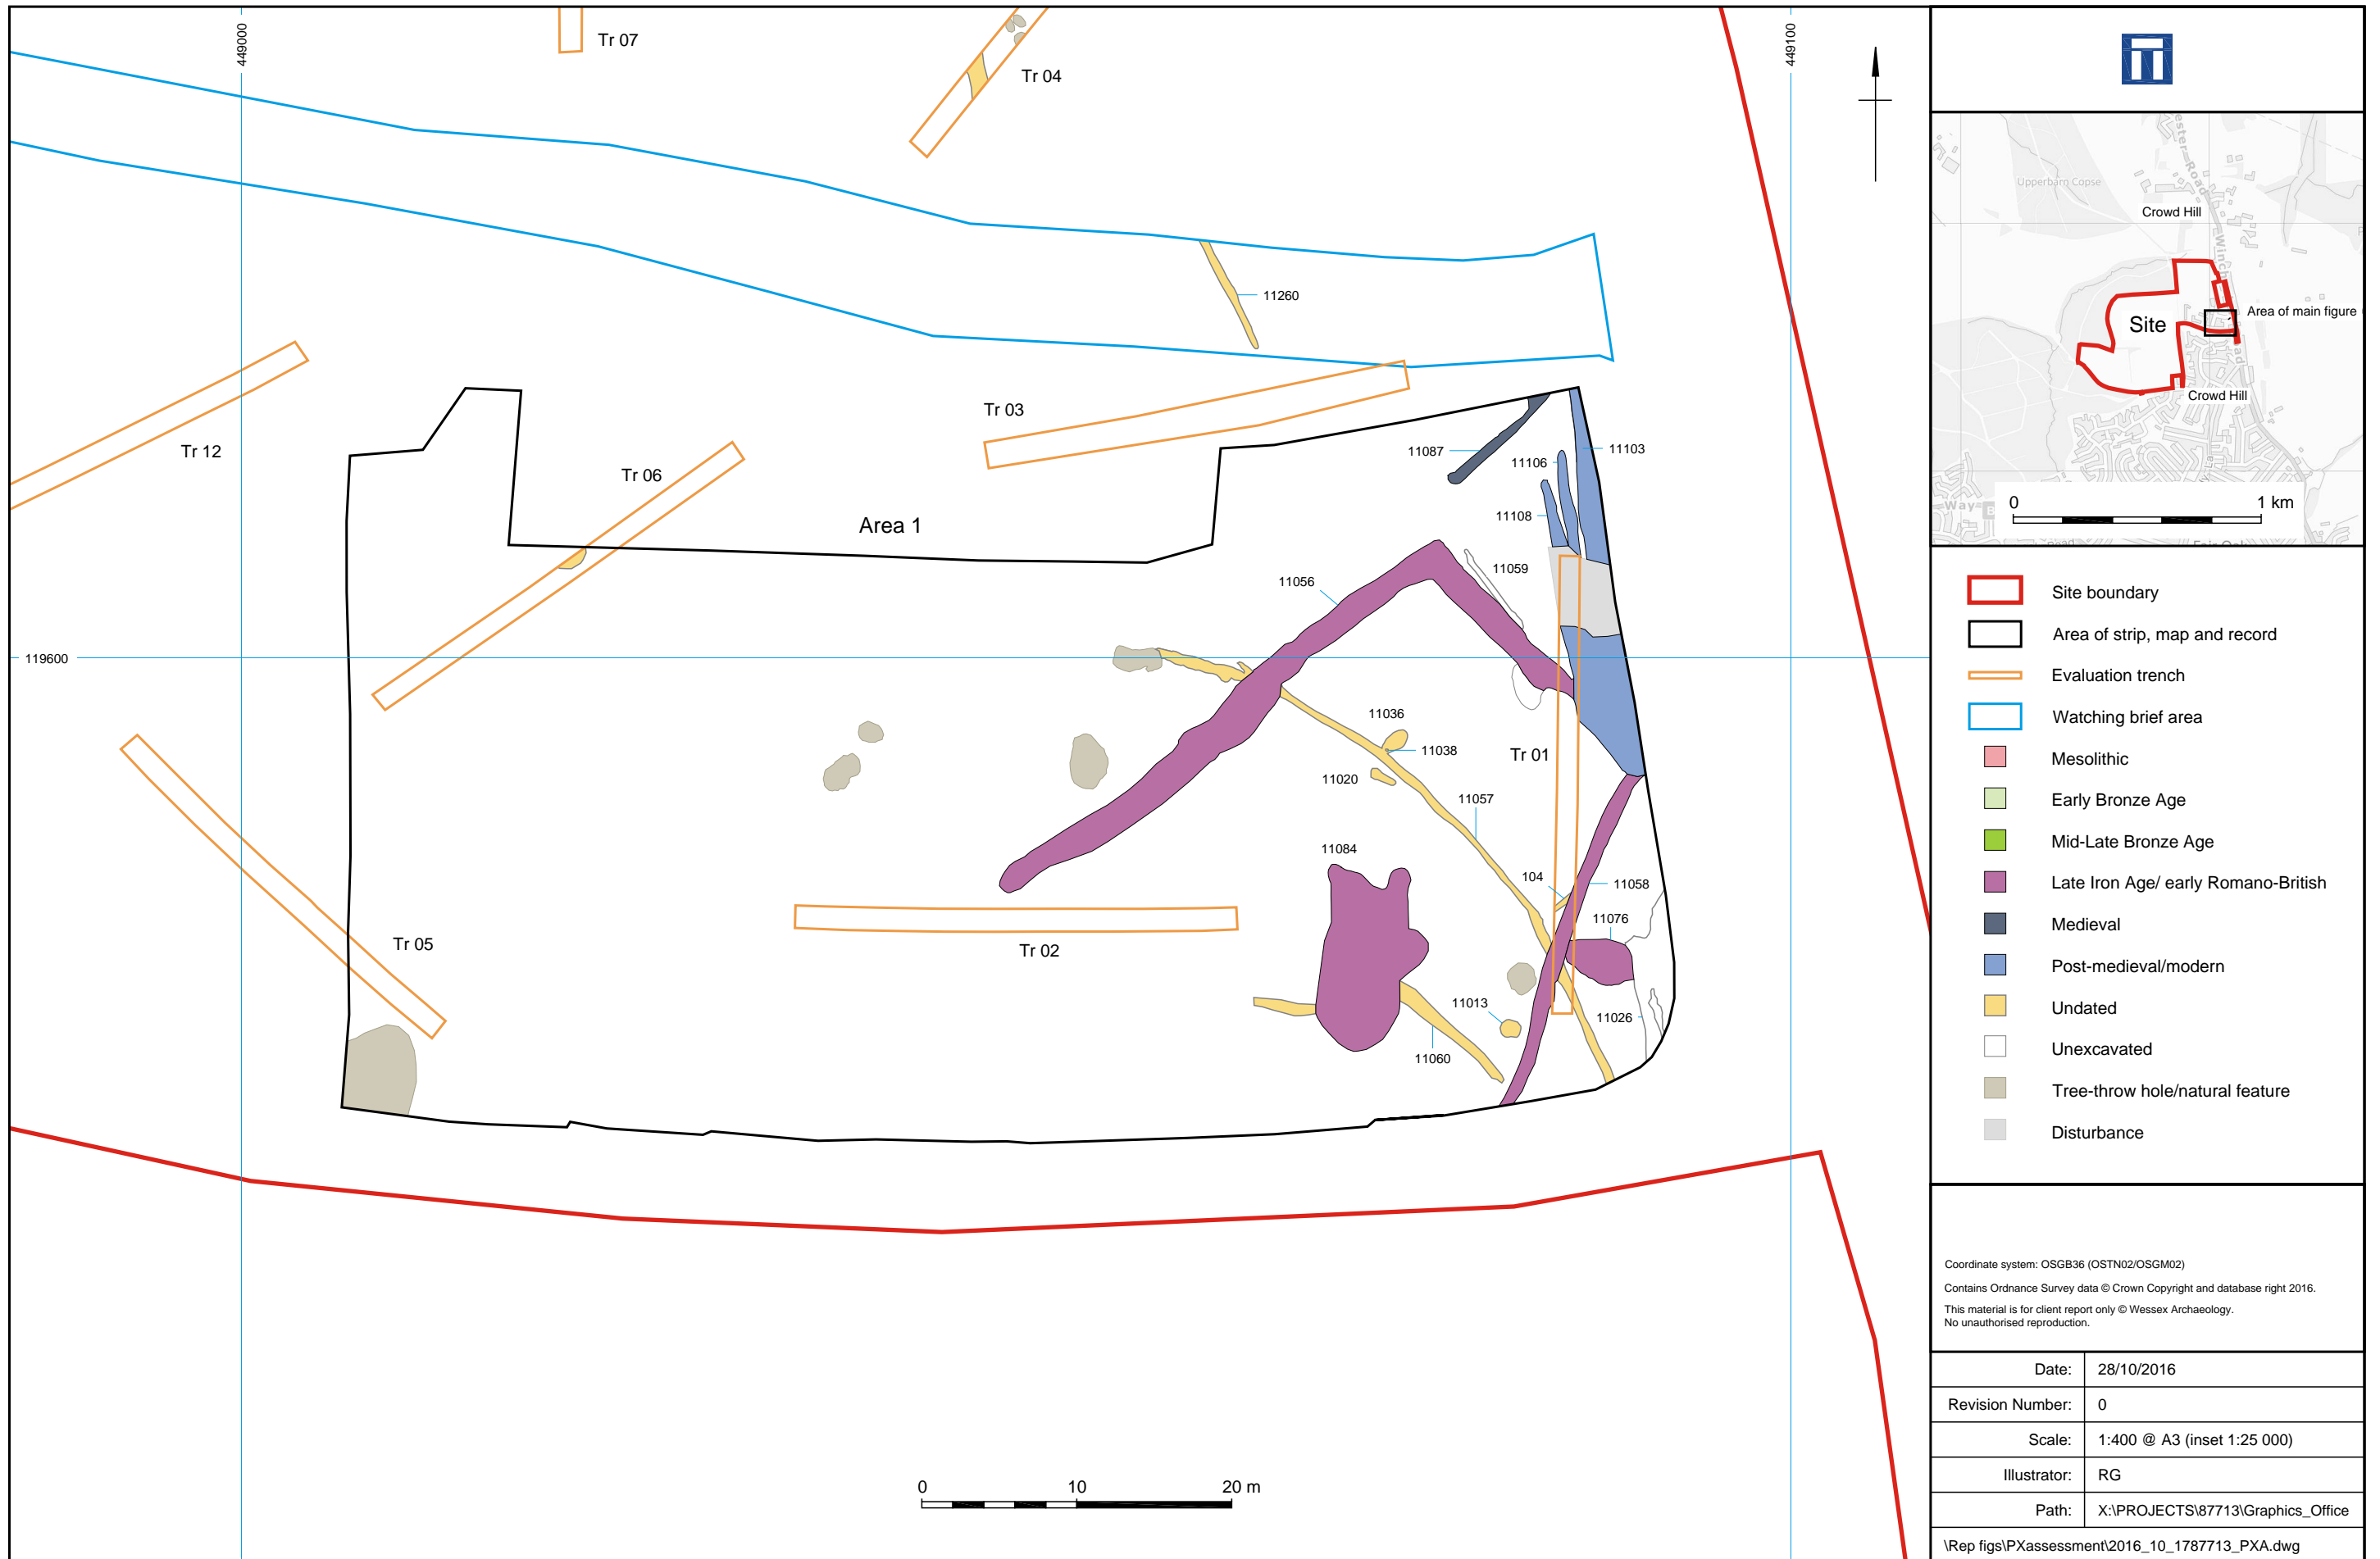 449000
449100
119600
Tr 07
Tr 04
11260
Tr 03
Tr 12
Tr 06
Area 1
11087
11103
11106
11108
11059
11056
11036
11038
11020
Tr 01
11057
11084
104
11058
11076
Tr 05
Tr 02
11013
11026
11060
0 10 20 m
Upperbarn Copse
Crowd Hill
Area of main figure
Site
Crowd Hill
Way
0 1 km
Site boundary
Area of strip, map and record
Evaluation trench
Watching brief area
Mesolithic
Early Bronze Age
Mid-Late Bronze Age
Late Iron Age/ early Romano-British
Medieval
Post-medieval/modern
Undated
Unexcavated
Tree-throw hole/natural feature
Disturbance
Coordinate system: OSGB36 (OSTN02/OSGM02)
Contains Ordnance Survey data © Crown Copyright and database right 2016.
This material is for client report only © Wessex Archaeology.
No unauthorised reproduction.
Date: 28/10/2016
Revision Number: 0
Scale: 1:400 @ A3 (inset 1:25 000)
Illustrator: RG
Path: X:\PROJECTS\87713\Graphics_Office
\Rep figs\PXassessment\2016_10_1787713_PXA.dwg